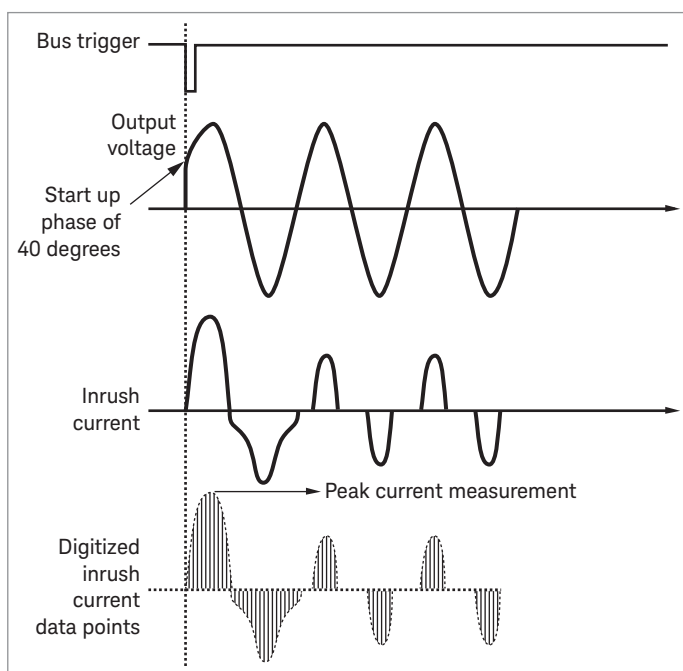 Bus trigger
Output
voltage
Start up
phase of
40 degrees
Inrush
current
Peak current measurement
Digitized
inrush
current
data points